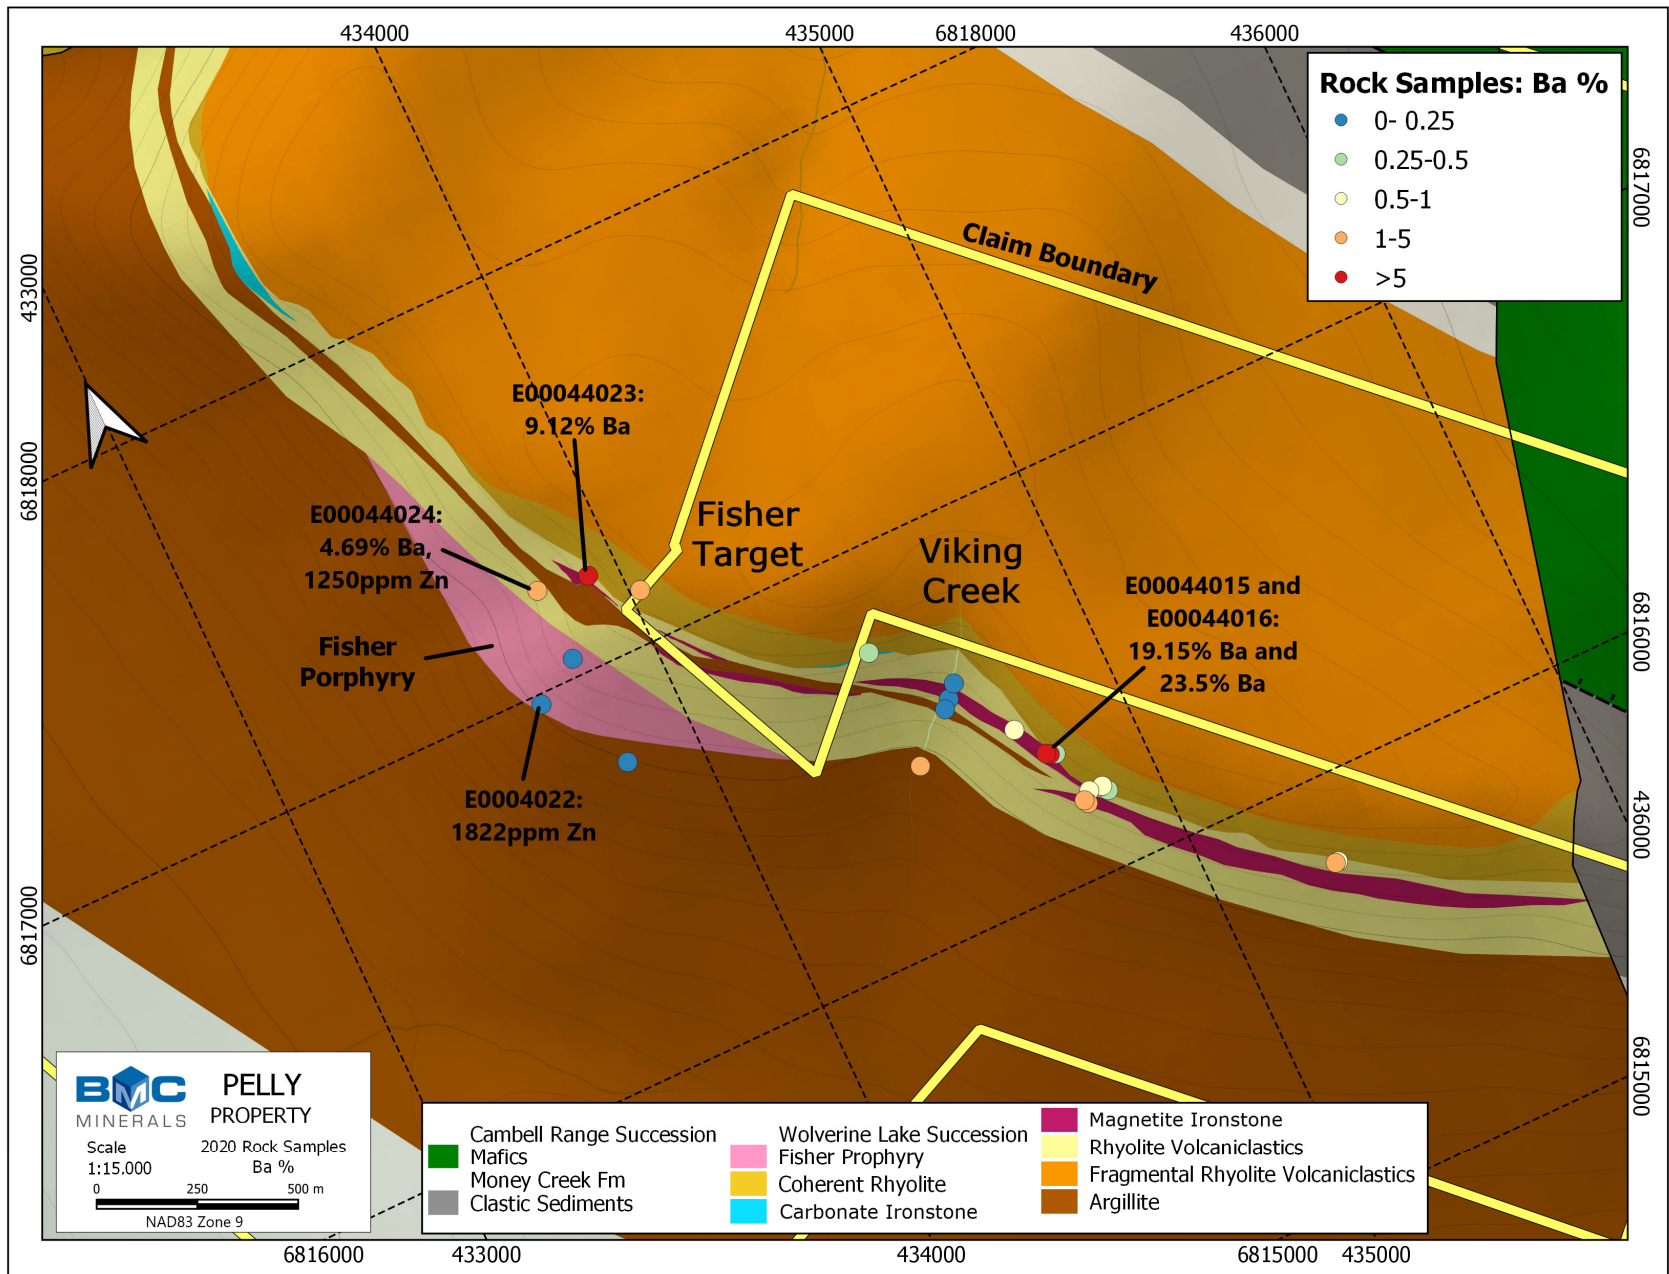 434000
435000
6818000
436000
Rock Samples: Ba %
0- 0.25
0.25-0.5
0.5-1
1-5
>5
6817000
Claim Boundary
433000
E00044023:
9.12% Ba
6818000
E00044024:
4.69% Ba,
1250ppm Zn
Fisher
Target
Viking
Creek
E00044015 and
E00044016:
19.15% Ba and
23.5% Ba
6816000
Fisher
Porphyry
E0004022:
1822ppm Zn
436000
6817000
6815000
BMC
MINERALS
PELLY
PROPERTY
Scale
1:15.000
2020 Rock Samples
Ba %
0 250 500 m
NAD83 Zone 9
Cambell Range Succession
Mafics
Money Creek Fm
Clastic Sediments
Wolverine Lake Succession
Fisher Prophyry
Coherent Rhyolite
Carbonate Ironstone
Magnetite Ironstone
Rhyolite Volcaniclastics
Fragmental Rhyolite Volcaniclastics
Argillite
6816000
433000
434000
6815000
435000